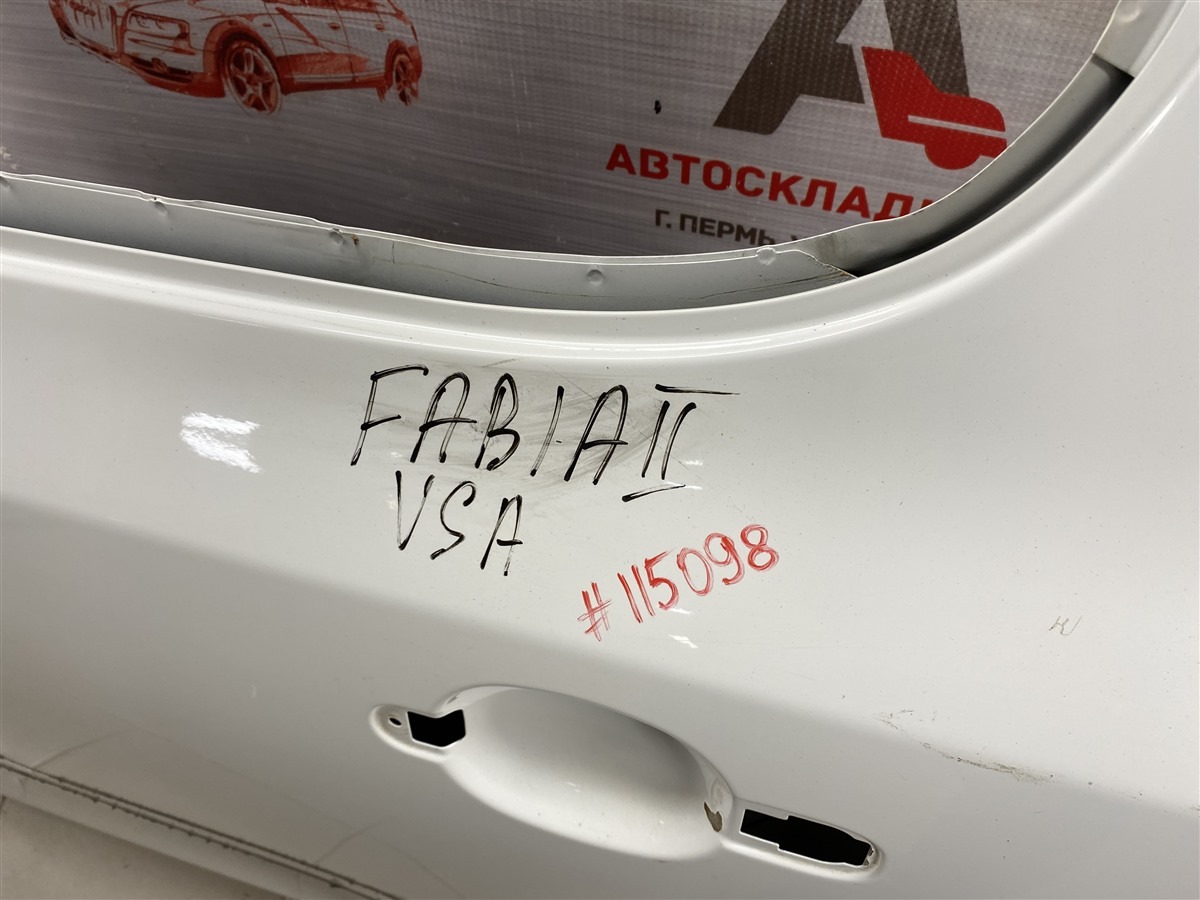 АВТОСКЛАД
Г. ПЕРМЬ,
FABIA II
VSA
#115098